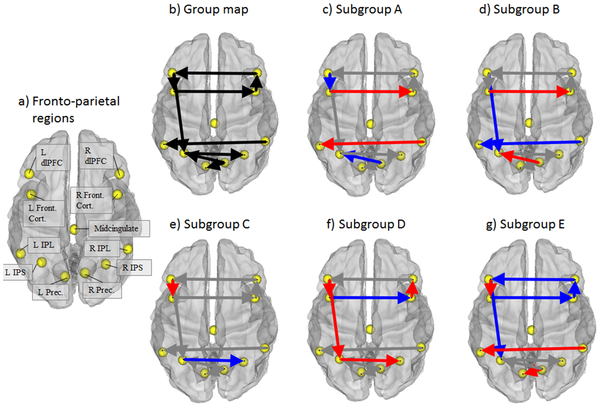 b) Group map
c) Subgroup A
d) Subgroup B
a) Fronto-parietal
regions
L
dlPFC
R
dlPFC
L Front.
Cort.
R Front.
Cort.
Midcingulate
L IPL
R IPL
L IPS
R IPS
L Prec.
R Prec.
e) Subgroup C
f) Subgroup D
g) Subgroup E